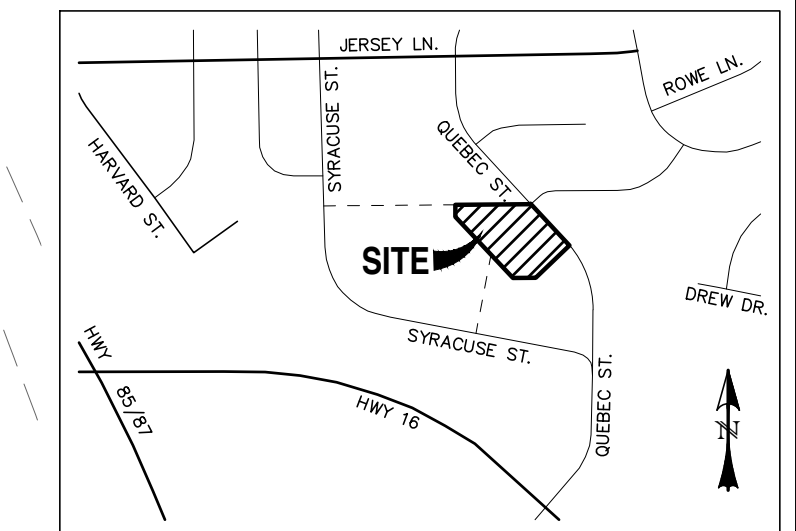 JERSEY LN.
ROWE LN.
SYRACUSE ST.
QUEBEC ST.
HARVARD ST.
SITE
DREW DR.
SYRACUSE ST.
HWY
85/87
HWY 16
QUEBEC ST.
N